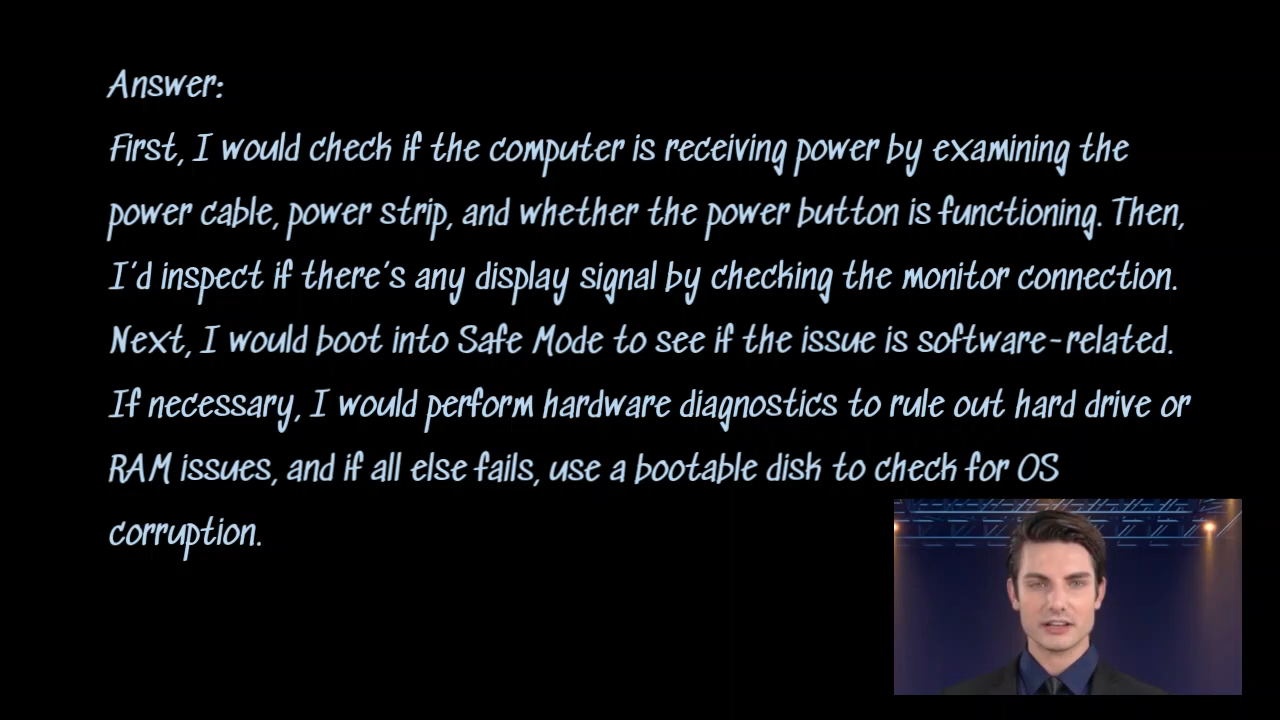 Answer:
First, I would check if the computer is receiving power by examining the
power cable, power strip, and whether the power button is functioning. Then,
I'd inspect if there's any display signal by checking the monitor connection.
Next, I would boot into Safe Mode to see if the issue is software-related.
If necessary, I would perform hardware diagnostics to rule out hard drive or
RAM issues, and if all else fails, use a bootable disk to check for OS
corruption.